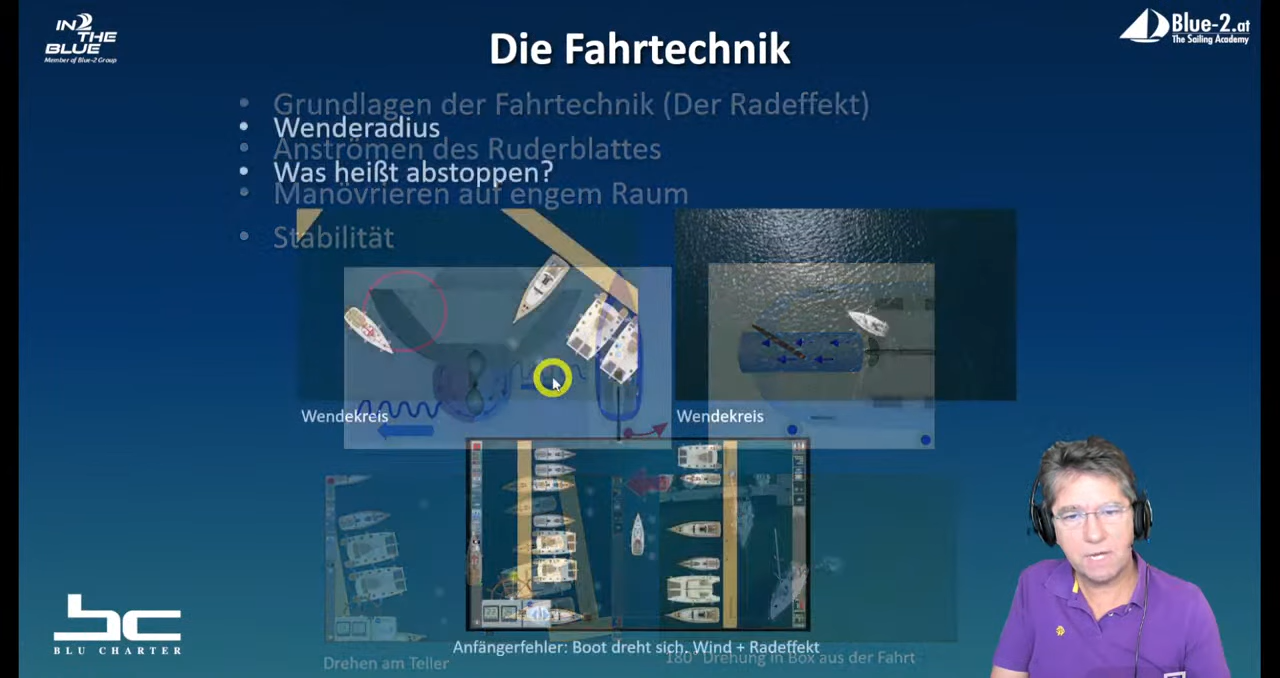 IN2
THE
BLUE
Member of Blue-2 Group
Die Fahrtechnik
Blue-2.at
The Sailing Academy
• Grundlagen der Fahrtechnik (Der Radeffekt)
• Wenderadius
• Anströmen des Ruderblattes
• Was heißt abstoppen?
• Manövrieren auf engem Raum
• Stabilität
Wendekreis
Wendekreis
bc
BLU CHARTER
Anfängerfehler: Boot dreht sich, Wind + Radeffekt
Drehen am Teller
180° Drehung in Box aus der Fahrt